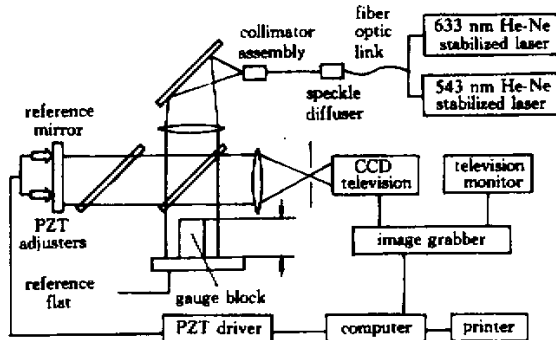 collimator
assembly
fiber
optic
link
633 nm He-Ne
stabilized laser
543 nm He-Ne
stabilized laser
speckle
diffuser
reference
mirror
PZT
adjusters
CCD
television
television
monitor
image grabber
reference
flat
gauge block
PZT driver
computer
printer